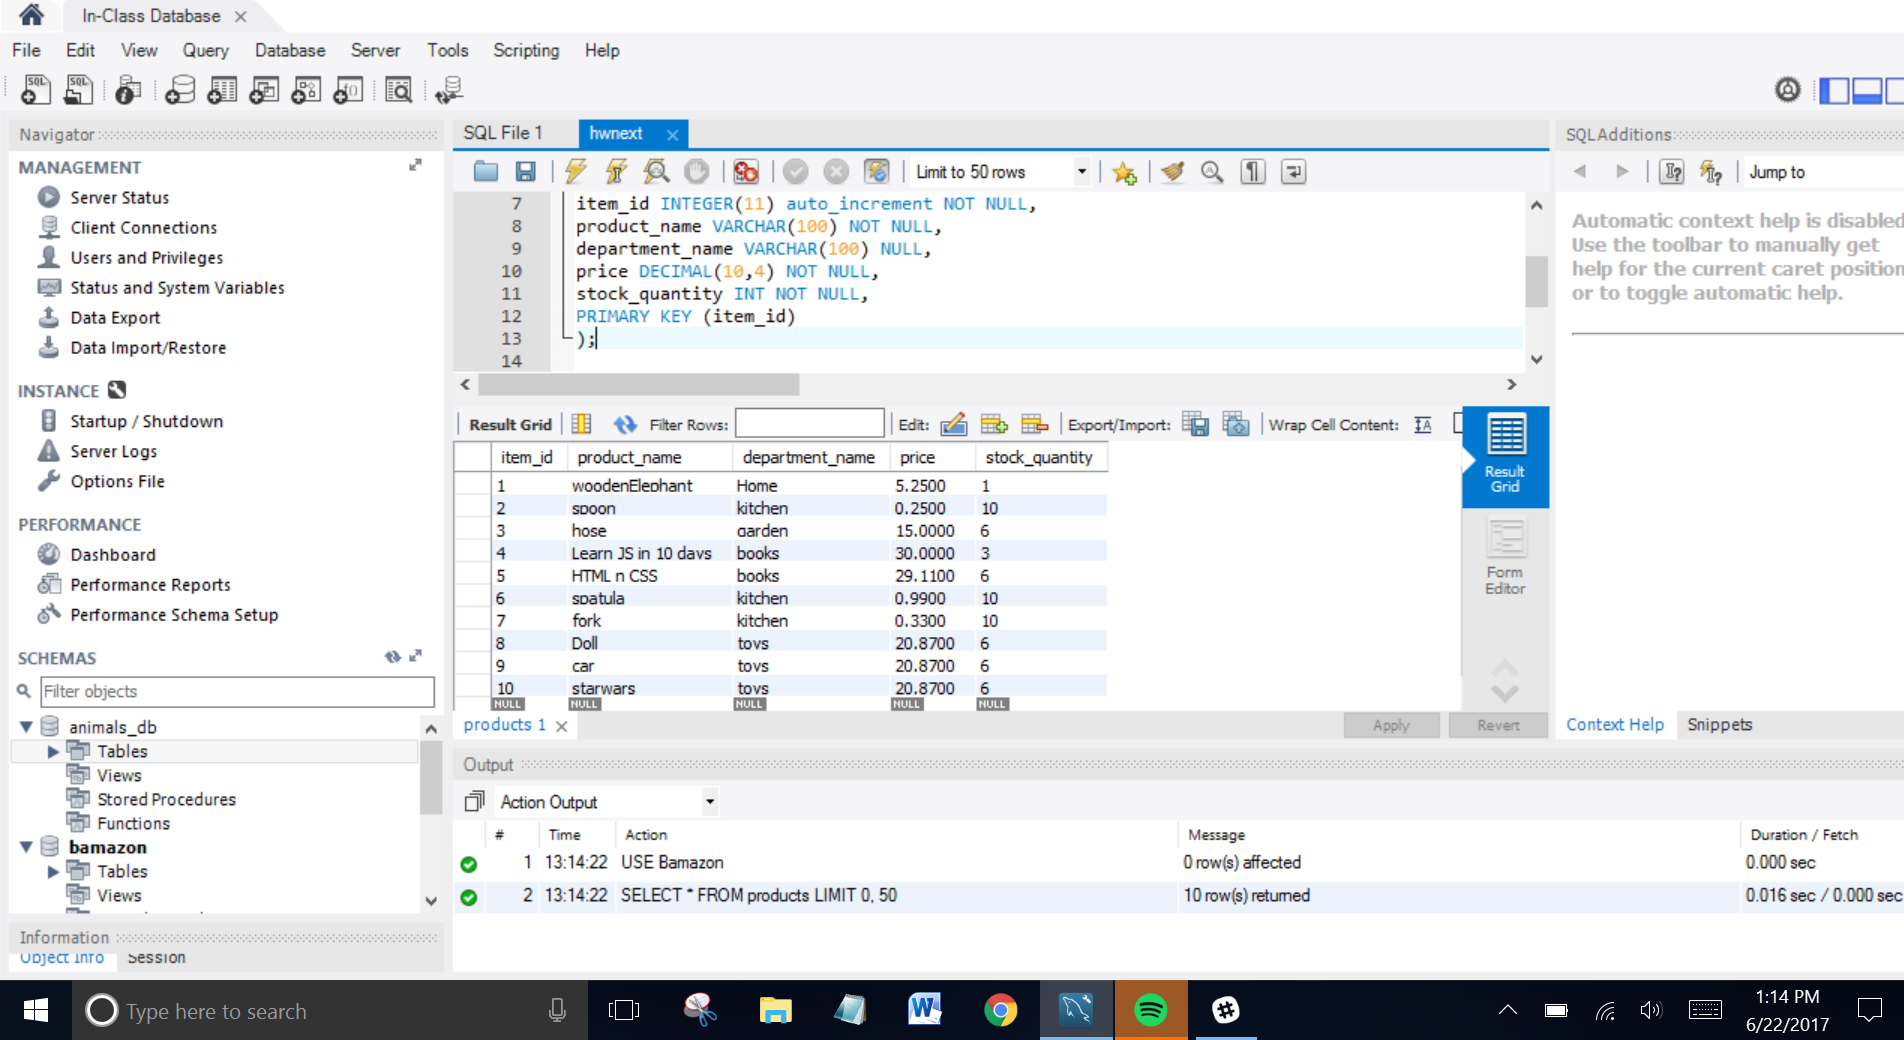 In-Class Database
File Edit View Query Database Server Tools Scripting Help
Navigator
MANAGEMENT
Server Status
Client Connections
Users and Privileges
Status and System Variables
Data Export
Data Import/Restore
INSTANCE
Startup / Shutdown
Server Logs
Options File
PERFORMANCE
Dashboard
Performance Reports
Performance Schema Setup
SCHEMAS
Filter objects
animals_db
Tables
Views
Stored Procedures
Functions
bamazon
Tables
Views
Information
Object Info Session
SQL File 1 hwnext
Limit to 50 rows
7 item_id INTEGER(11) auto_increment NOT NULL,
8 product_name VARCHAR(100) NOT NULL,
9 department_name VARCHAR(100) NULL,
10 price DECIMAL(10,4) NOT NULL,
11 stock_quantity INT NOT NULL,
12 PRIMARY KEY (item_id)
13 );
14
Result Grid Filter Rows: Edit: Export/Import: Wrap Cell Content: IA
item_id product_name department_name price stock_quantity
1 woodenElephant Home 5.2500 1
2 spoon kitchen 0.2500 10
3 hose garden 15.0000 6
4 Learn JS in 10 days books 30.0000 3
5 HTML n CSS books 29.1100 6
6 spatula kitchen 0.9900 10
7 fork kitchen 0.3300 10
8 Doll toys 20.8700 6
9 car toys 20.8700 6
10 starwars toys 20.8700 6
NULL NULL NULL NULL NULL
Result
Grid
Form
Editor
products 1 Apply Revert
SQLAdditions
Jump to
Automatic context help is disabled
Use the toolbar to manually get
help for the current caret position
or to toggle automatic help.
Context Help Snippets
Output
Action Output
# Time Action Message Duration / Fetch
1 13:14:22 USE Bamazon 0 row(s) affected 0.000 sec
2 13:14:22 SELECT * FROM products LIMIT 0, 50 10 row(s) returned 0.016 sec / 0.000 sec
Type here to search
1:14 PM
6/22/2017